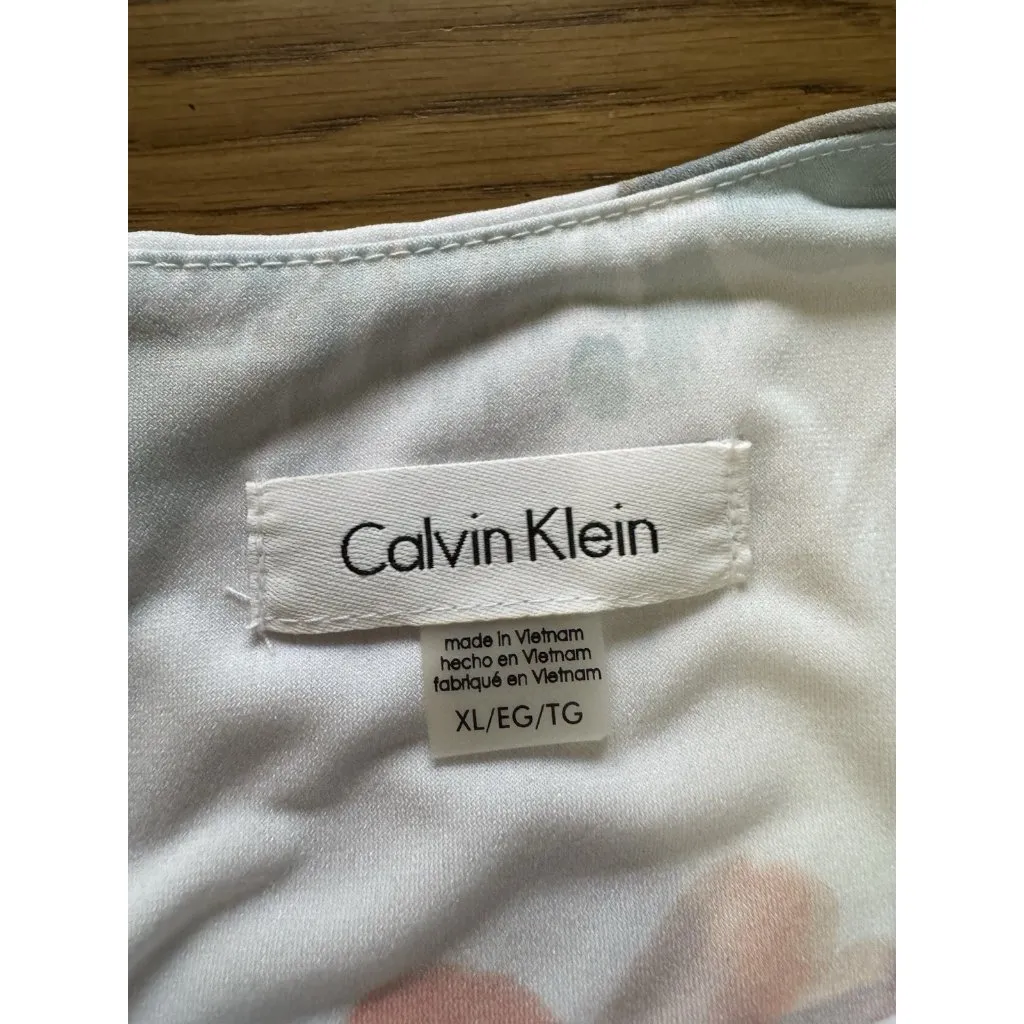 Calvin Klein
made in Vietnam
hecho en Vietnam
fabriqué en Vietnam
XL/EG/TG